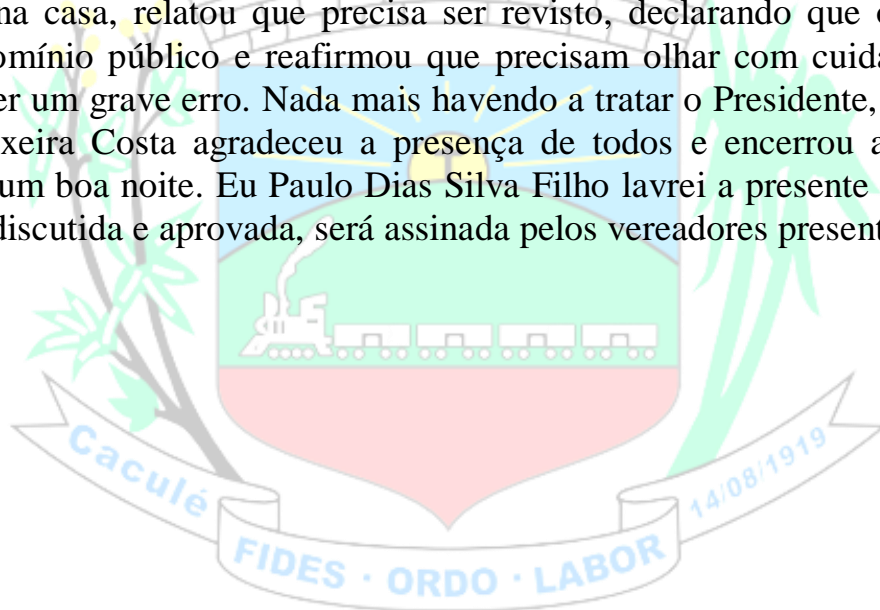 na casa, relatou que precisa ser revisto, declarando que
omínio público e reafirmou que precisam olhar com cuida
er um grave erro. Nada mais havendo a tratar o Presidente,
xeira Costa agradeceu a presença de todos e encerrou a
um boa noite. Eu Paulo Dias Silva Filho lavrei a presente
discutida e aprovada, será assinada pelos vereadores present
Caculé
14/08/1919
FIDES · ORDO · LABOR